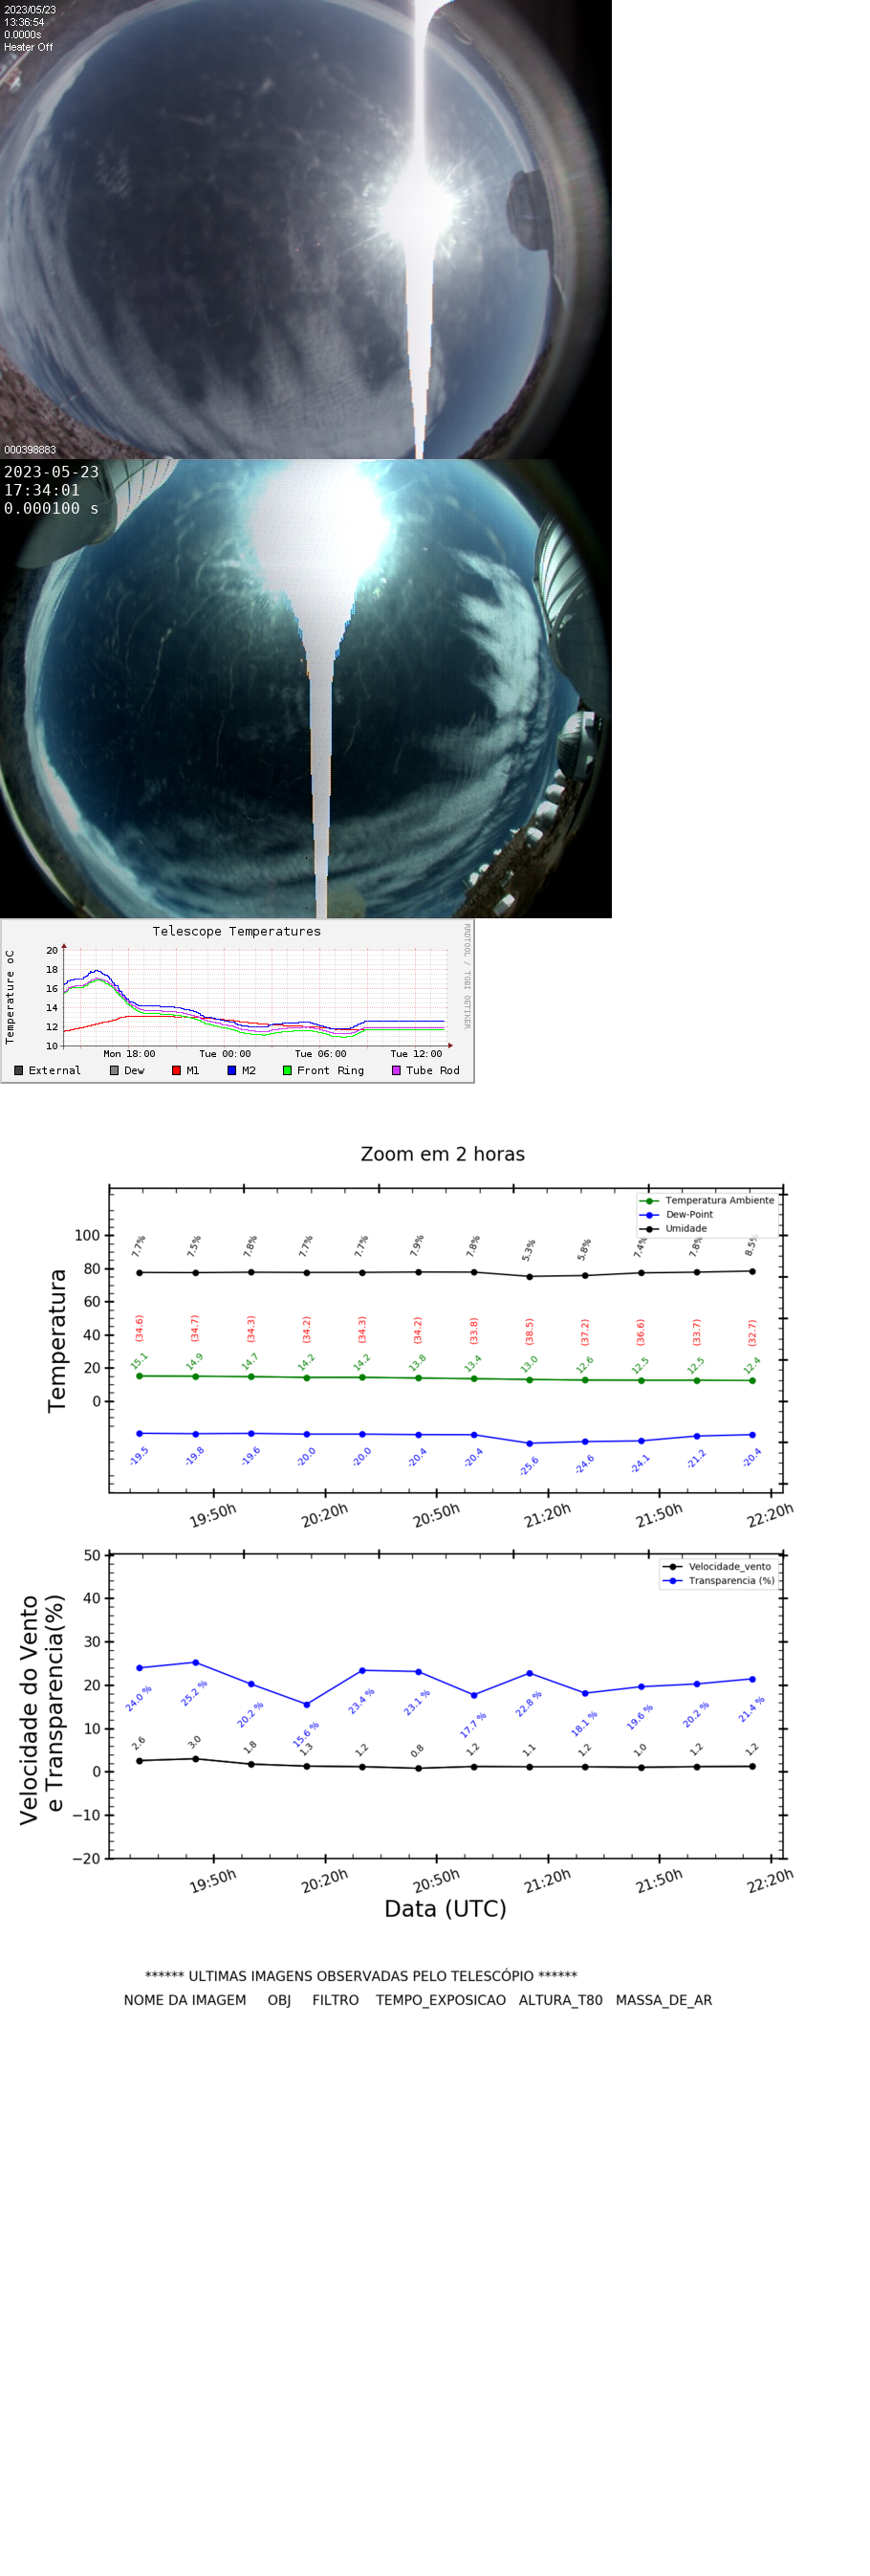 2023/05/23
13:36:54
0.0000s
Heater Off
000398883
2023-05-23
17:34:01
0.000100 s
Telescope Temperatures
RRDTOOL / TOBI OETIKER
Temperature oC
20
18
16
14
12
10
Mon 18:00 Tue 00:00 Tue 06:00 Tue 12:00
External Dew M1 M2 Front Ring Tube Rod
Zoom em 2 horas
Temperatura Ambiente
Dew-Point
Umidade
Temperatura
100
80
60
40
20
0
7.7% 7.5% 7.8% 7.7% 7.7% 7.9% 7.8% 5.3% 5.8% 7.4% 7.8% 8.5%
(34.6) (34.7) (34.3) (34.2) (34.3) (34.2) (33.8) (38.5) (37.2) (36.6) (33.7) (32.7)
15.1 14.9 14.7 14.2 14.2 13.8 13.4 13.0 12.6 12.5 12.5 12.4
-19.5 -19.8 -19.6 -20.0 -20.0 -20.4 -20.4 -25.6 -24.6 -24.1 -21.2 -20.4
19:50h 20:20h 20:50h 21:20h 21:50h 22:20h
Velocidade_vento
Transparencia (%)
Velocidade do Vento
e Transparencia(%)
50
40
30
20
10
0
−10
−20
24.0 % 25.2 % 20.2 % 15.6 % 23.4 % 23.1 % 17.7 % 22.8 % 18.1 % 19.6 % 20.2 % 21.4 %
2.6 3.0 1.8 1.3 1.2 0.8 1.2 1.1 1.2 1.0 1.2 1.2
19:50h 20:20h 20:50h 21:20h 21:50h 22:20h
Data (UTC)
****** ULTIMAS IMAGENS OBSERVADAS PELO TELESCÓPIO ******
NOME DA IMAGEM OBJ FILTRO TEMPO_EXPOSICAO ALTURA_T80 MASSA_DE_AR